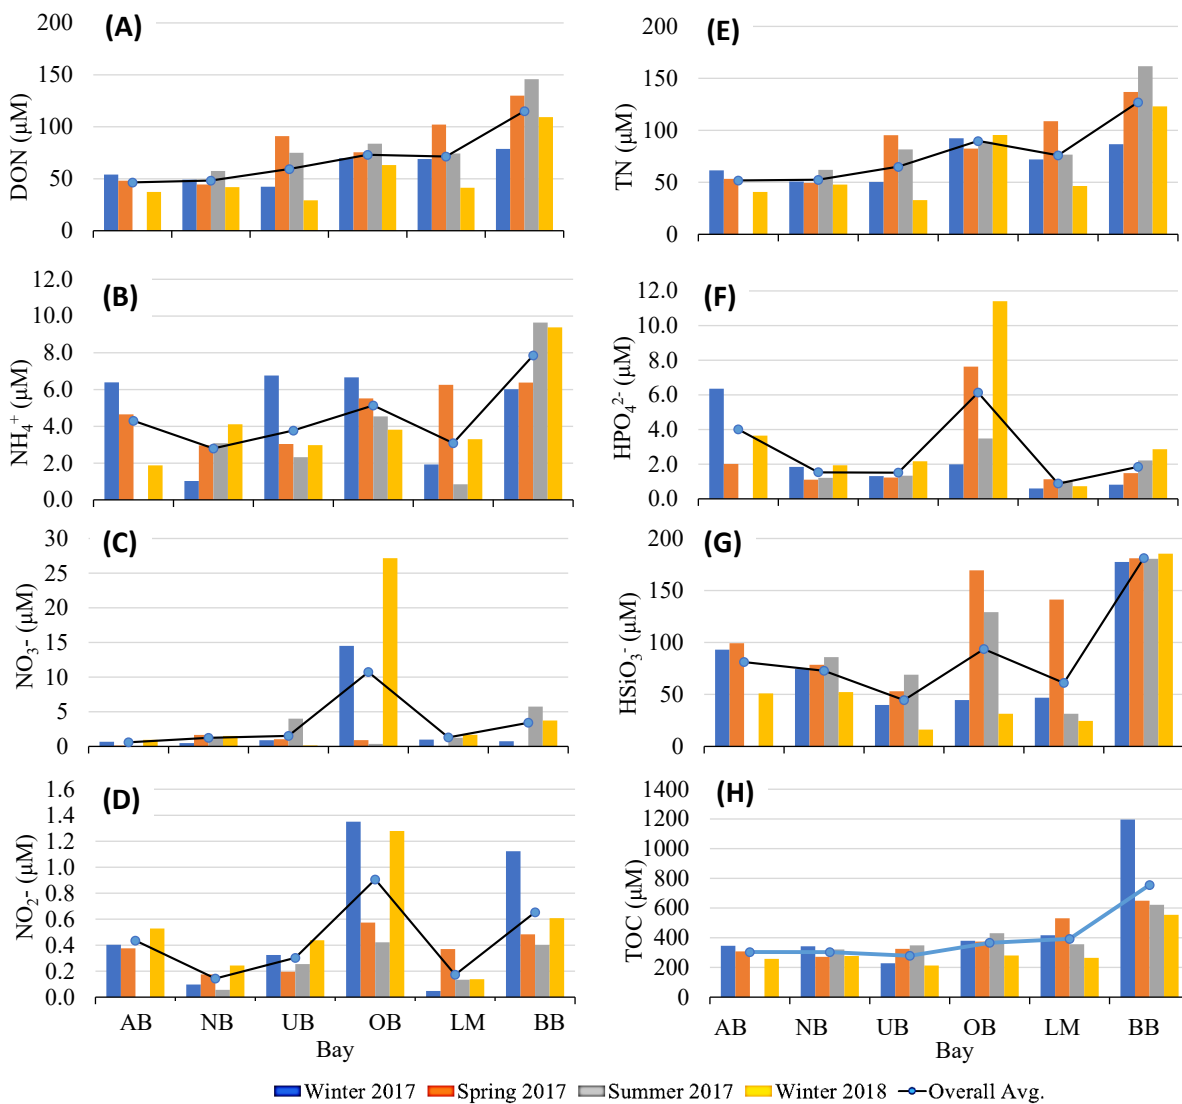 (A)
DON (µM)
200
150
100
50
0
(B)
NH₄⁺ (µM)
12.0
10.0
8.0
6.0
4.0
2.0
0.0
(C)
NO₃- (µM)
30
25
20
15
10
5
0
(D)
NO₂- (µM)
1.6
1.4
1.2
1.0
0.8
0.6
0.4
0.2
0.0
AB NB UB OB LM BB
Bay
(E)
TN (µM)
200
150
100
50
0
(F)
HPO₄²⁻ (µM)
12.0
10.0
8.0
6.0
4.0
2.0
0.0
(G)
HSiO₃⁻ (µM)
200
150
100
50
0
(H)
TOC (µM)
1400
1200
1000
800
600
400
200
0
AB NB UB OB LM BB
Bay
Winter 2017 Spring 2017 Summer 2017 Winter 2018 Overall Avg.